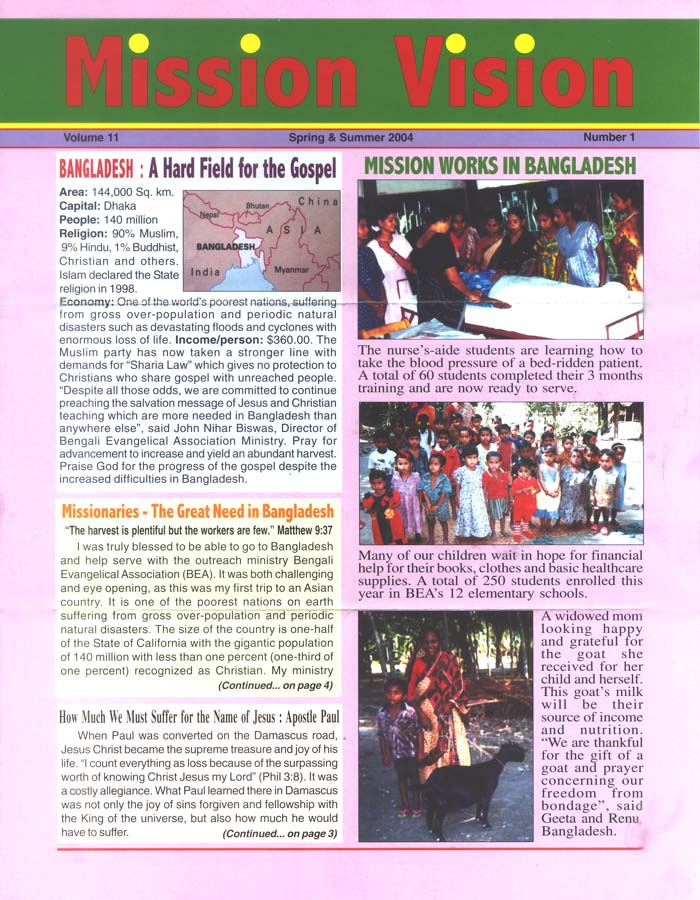 Mission Vision
Volume 11 Spring & Summer 2004 Number 1
BANGLADESH : A Hard Field for the Gospel
Area: 144,000 Sq. km.
Capital: Dhaka
People: 140 million
Religion: 90% Muslim,
9% Hindu, 1% Buddhist,
Christian and others.
Islam declared the State
religion in 1998.
Nepal
Bhutan
China
ASIA
BANGLADESH
India
Myanmar
Economy: One of the world's poorest nations, suffering
from gross over-population and periodic natural
disasters such as devastating floods and cyclones with
enormous loss of life. Income/person: $360.00. The
Muslim party has now taken a stronger line with
demands for "Sharia Law" which gives no protection to
Christians who share gospel with unreached people.
"Despite all those odds, we are committed to continue
preaching the salvation message of Jesus and Christian
teaching which are more needed in Bangladesh than
anywhere else", said John Nihar Biswas, Director of
Bengali Evangelical Association Ministry. Pray for
advancement to increase and yield an abundant harvest.
Praise God for the progress of the gospel despite the
increased difficulties in Bangladesh.
Missionaries - The Great Need in Bangladesh
"The harvest is plentiful but the workers are few." Matthew 9:37
I was truly blessed to be able to go to Bangladesh
and help serve with the outreach ministry Bengali
Evangelical Association (BEA). It was both challenging
and eye opening, as this was my first trip to an Asian
country. It is one of the poorest nations on earth
suffering from gross over-population and periodic
natural disasters. The size of the country is one-half
of the State of California with the gigantic population
of 140 million with less than one percent (one-third of
one percent) recognized as Christian. My ministry
(Continued... on page 4)
How Much We Must Suffer for the Name of Jesus : Apostle Paul
When Paul was converted on the Damascus road,
Jesus Christ became the supreme treasure and joy of his
life. "I count everything as loss because of the surpassing
worth of knowing Christ Jesus my Lord" (Phil 3:8). It was
a costly allegiance. What Paul learned there in Damascus
was not only the joy of sins forgiven and fellowship with
the King of the universe, but also how much he would
have to suffer. (Continued... on page 3)
MISSION WORKS IN BANGLADESH
The nurse's-aide students are learning how to
take the blood pressure of a bed-ridden patient.
A total of 60 students completed their 3 months
training and are now ready to serve.
Many of our children wait in hope for financial
help for their books, clothes and basic healthcare
supplies. A total of 250 students enrolled this
year in BEA's 12 elementary schools.
A widowed mom
looking happy
and grateful for
the goat she
received for her
child and herself.
This goat's milk
will be their
source of income
and nutrition.
"We are thankful
for the gift of a
goat and prayer
concerning our
freedom from
bondage", said
Geeta and Renu,
Bangladesh.